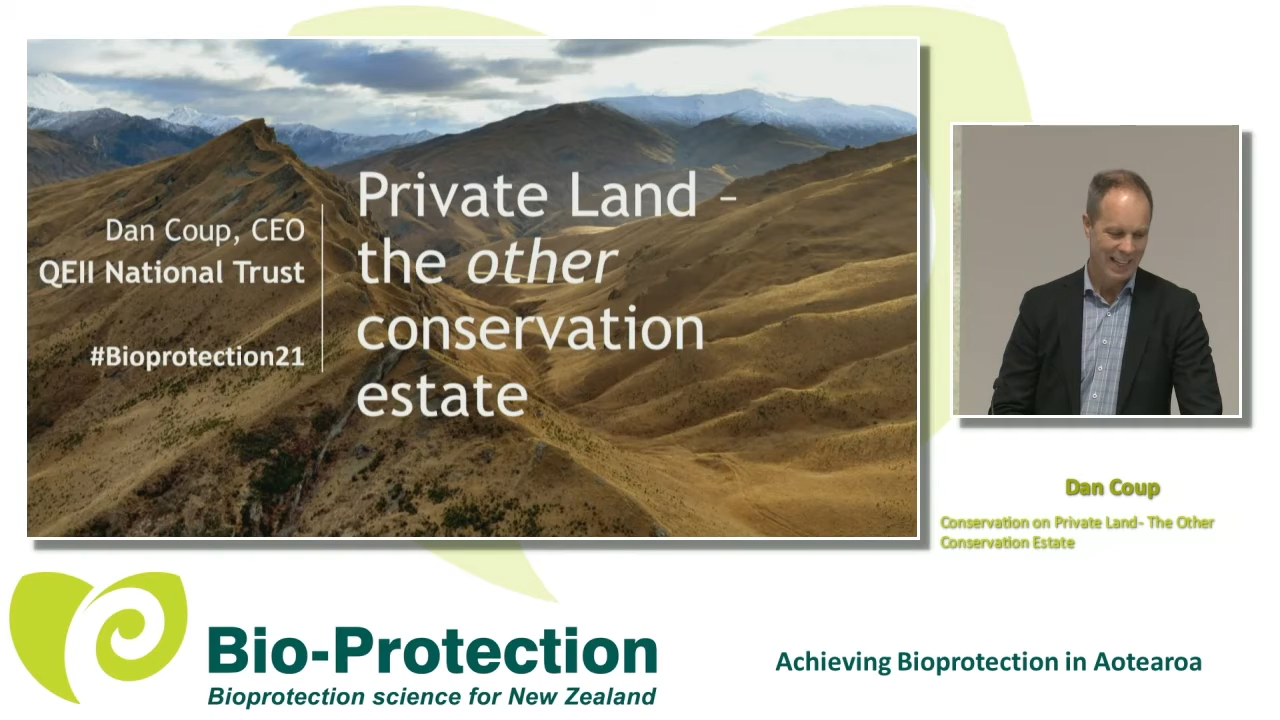 Dan Coup, CEO
QEII National Trust
#Bioprotection21
Private Land –
the other
conservation
estate
Dan Coup
Conservation on Private Land- The Other
Conservation Estate
Bio-Protection
Bioprotection science for New Zealand
Achieving Bioprotection in Aotearoa